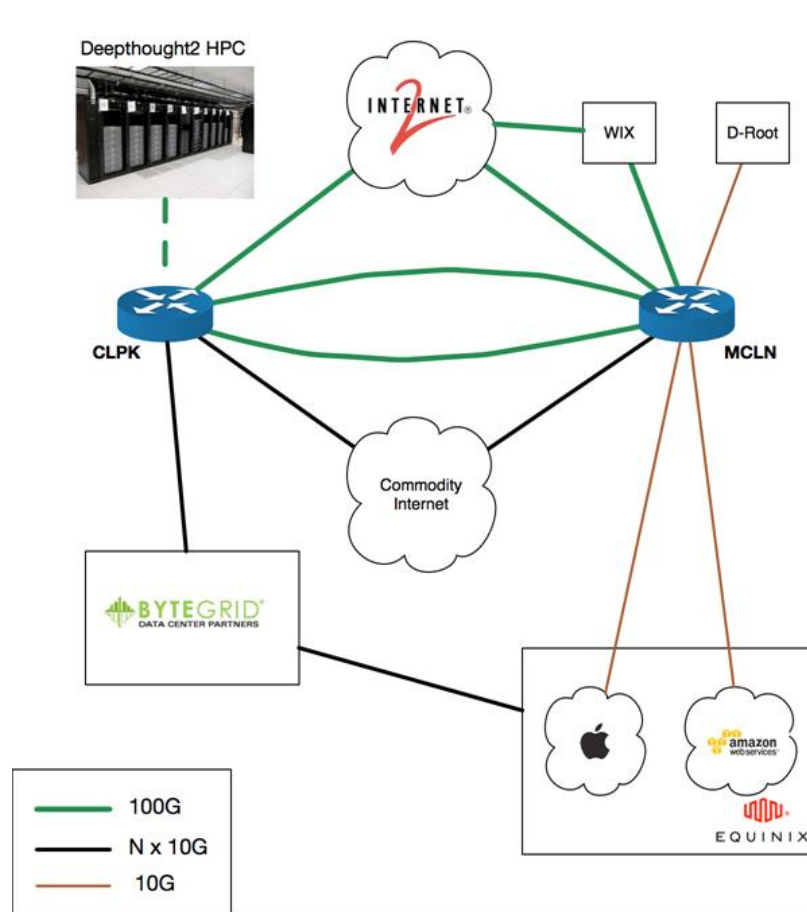 Deepthought2 HPC
INTERNET®
2
WIX
D-Root
CLPK
MCLN
Commodity
Internet
BYTEGRID®
DATA CENTER PARTNERS
amazon
webservices™
EQUINIX
100G
N x 10G
10G